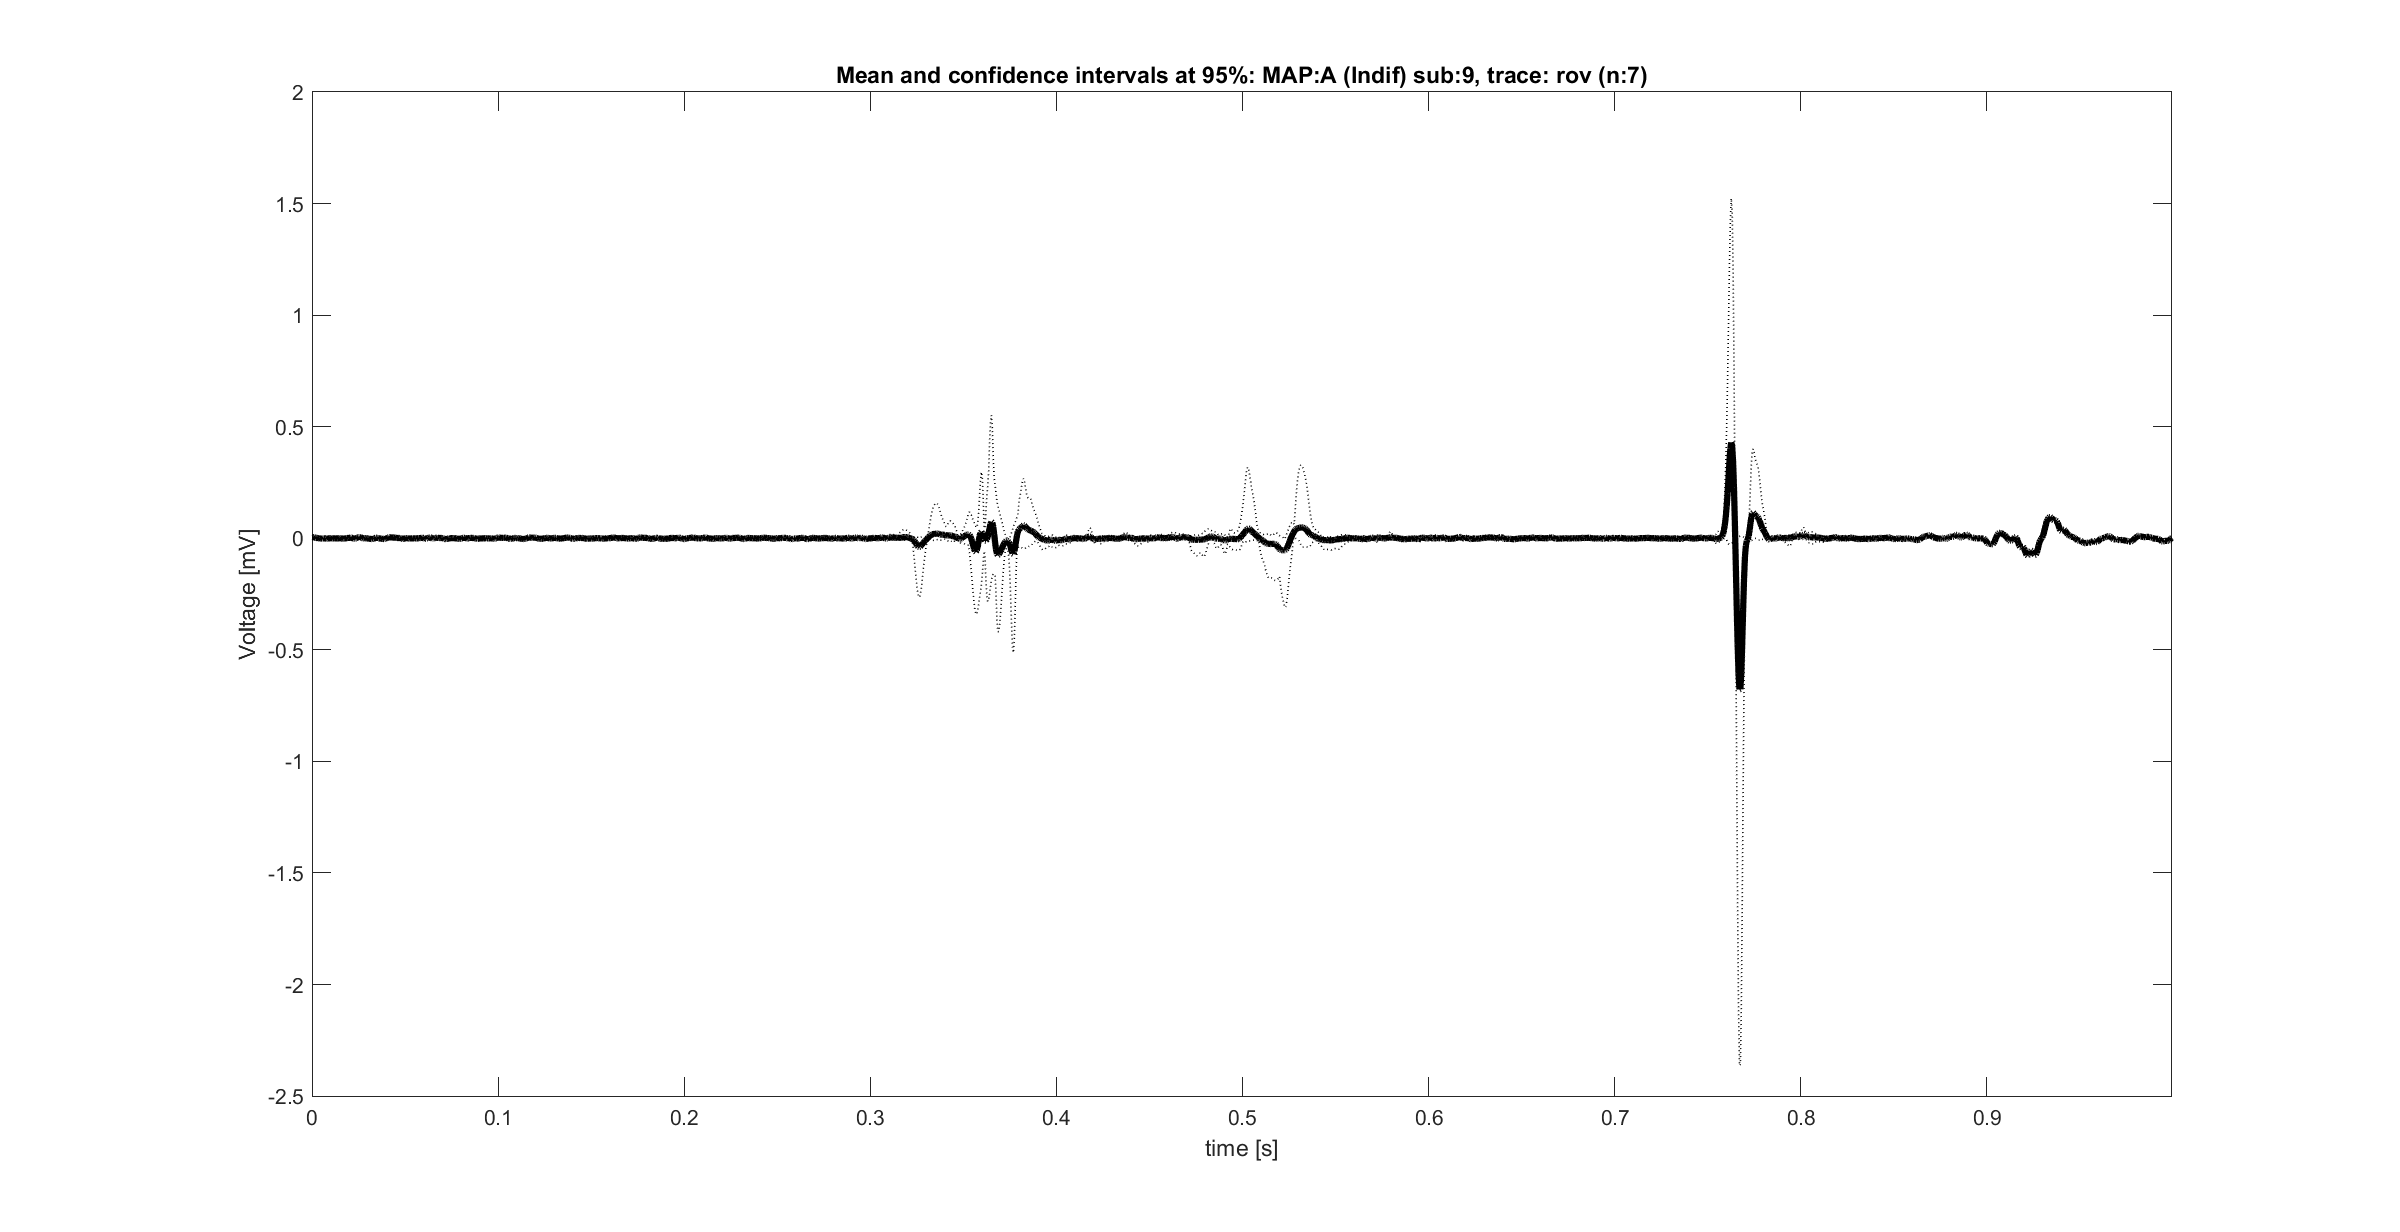 Mean and confidence intervals at 95%: MAP:A (Indif) sub:9, trace: rov (n:7)
2
1.5
1
0.5
0
-0.5
-1
-1.5
-2
-2.5
Voltage [mV]
0 0.1 0.2 0.3 0.4 0.5 0.6 0.7 0.8 0.9
time [s]